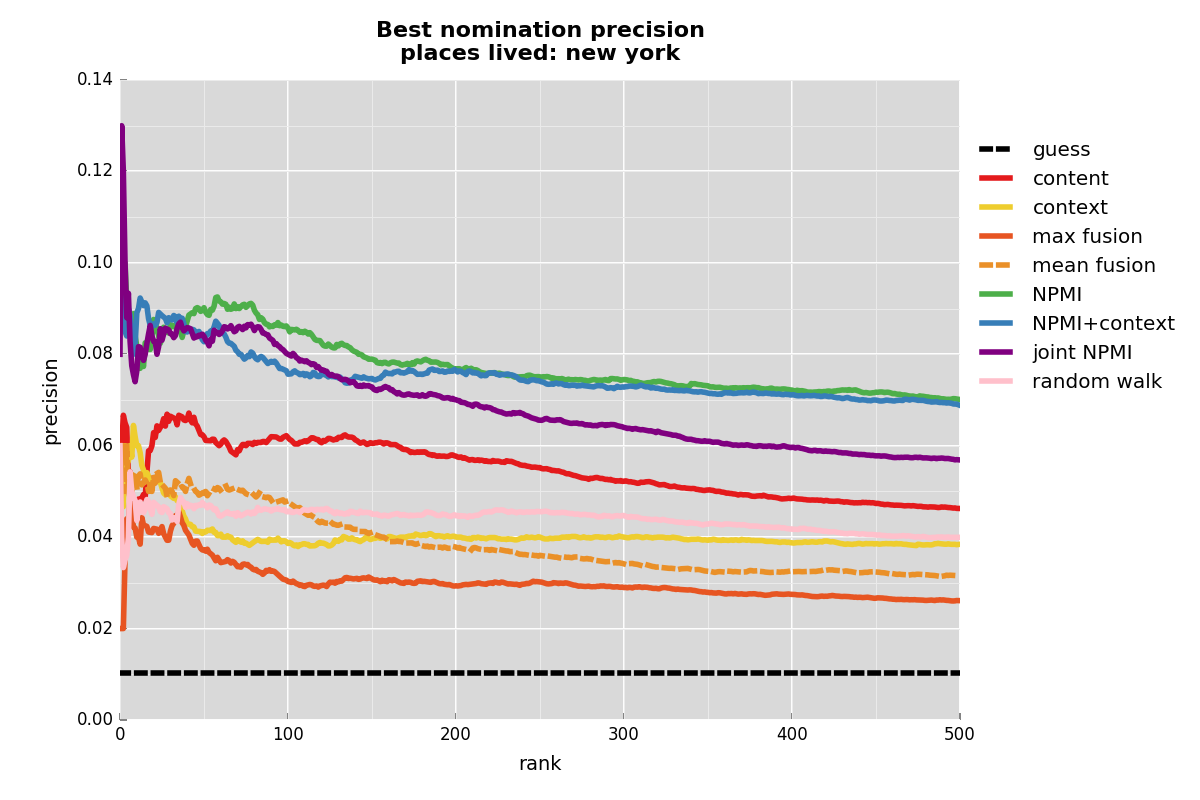 Best nomination precision
places lived: new york
precision
0.14
0.12
0.10
0.08
0.06
0.04
0.02
0.00
0
100
200
300
400
500
rank
guess
content
context
max fusion
mean fusion
NPMI
NPMI+context
joint NPMI
random walk